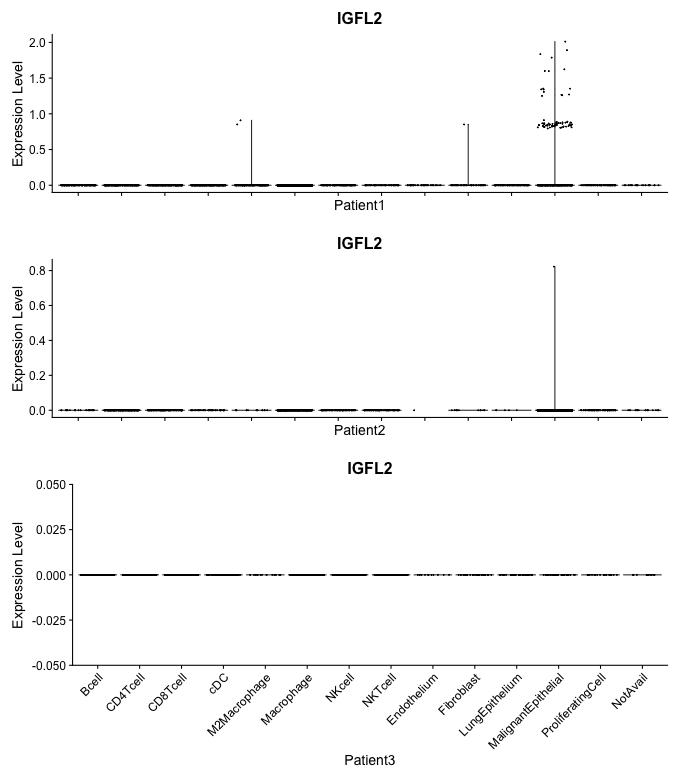 IGFL2
Expression Level
2.0
1.5
1.0
0.5
0.0
Patient1
IGFL2
Expression Level
0.8
0.6
0.4
0.2
0.0
Patient2
IGFL2
Expression Level
0.050
0.025
0.000
-0.025
-0.050
Bcell
CD4Tcell
CD8Tcell
cDC
M2Macrophage
Macrophage
NKcell
NKTcell
Endothelium
Fibroblast
LungEpithelium
MalignantEpithelial
ProliferatingCell
NotAvail
Patient3